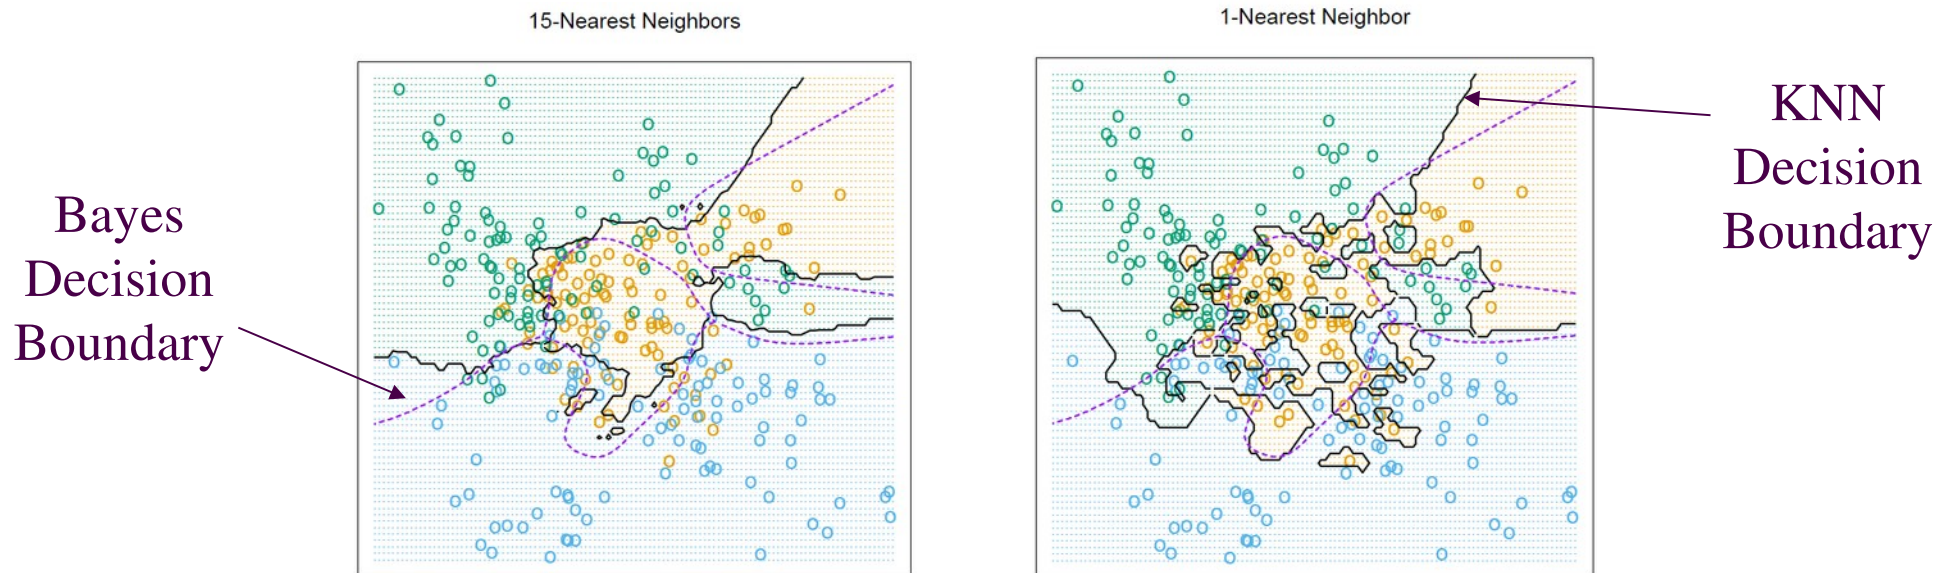 15-Nearest Neighbors
1-Nearest Neighbor
Bayes
Decision
Boundary
KNN
Decision
Boundary